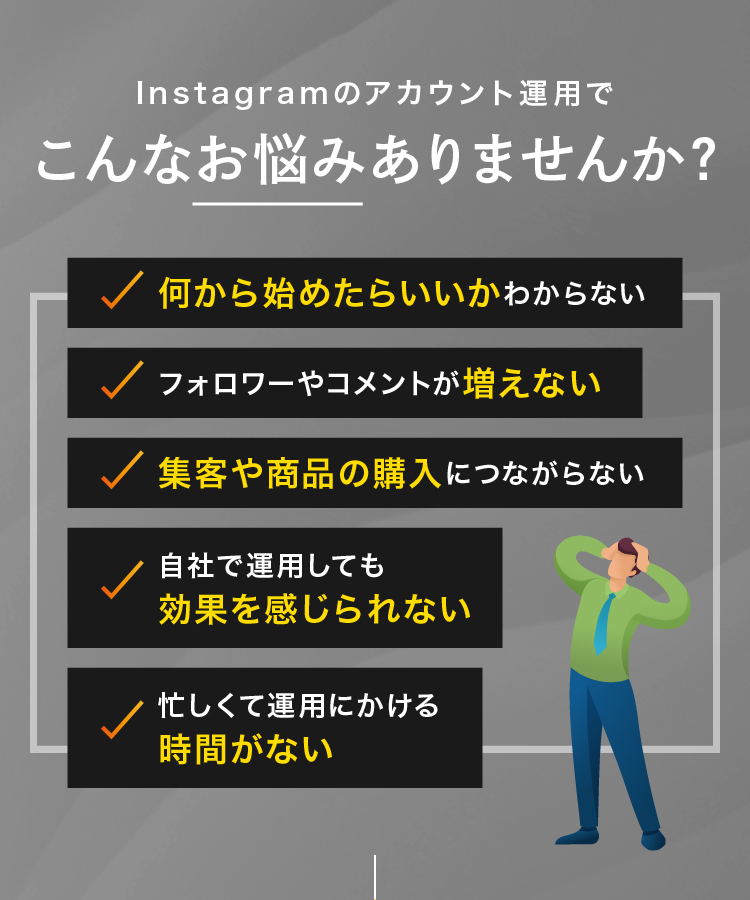 Instagramのアカウント運用で
こんなお悩みありませんか？
何から始めたらいいかわからない
フォロワーやコメントが増えない
集客や商品の購入につながらない
自社で運用しても
効果を感じられない
忙しくて運用にかける
時間がない